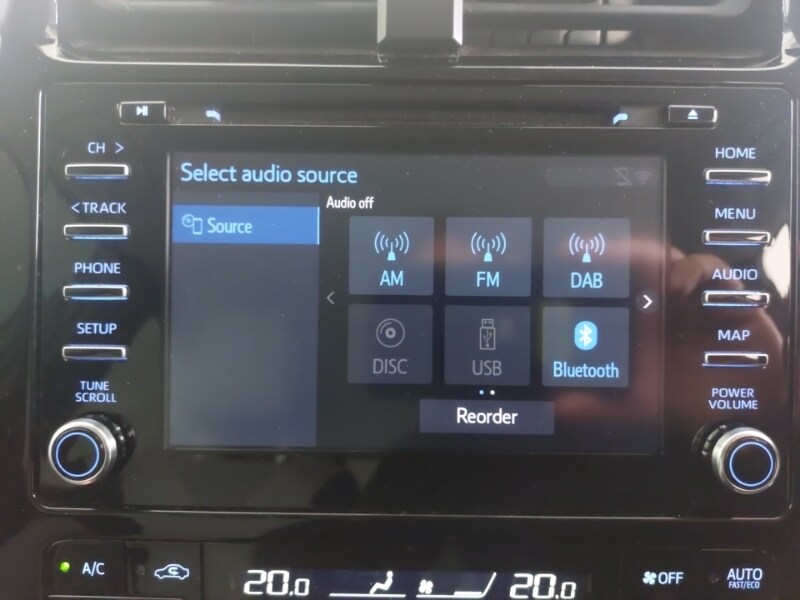 CH >
< TRACK
PHONE
SETUP
TUNE
SCROLL
Select audio source
Source
Audio off
AM
FM
DAB
DISC
USB
Bluetooth
Reorder
HOME
MENU
AUDIO
MAP
POWER
VOLUME
A/C
20.0
20.0
OFF
AUTO
FAST/ECO